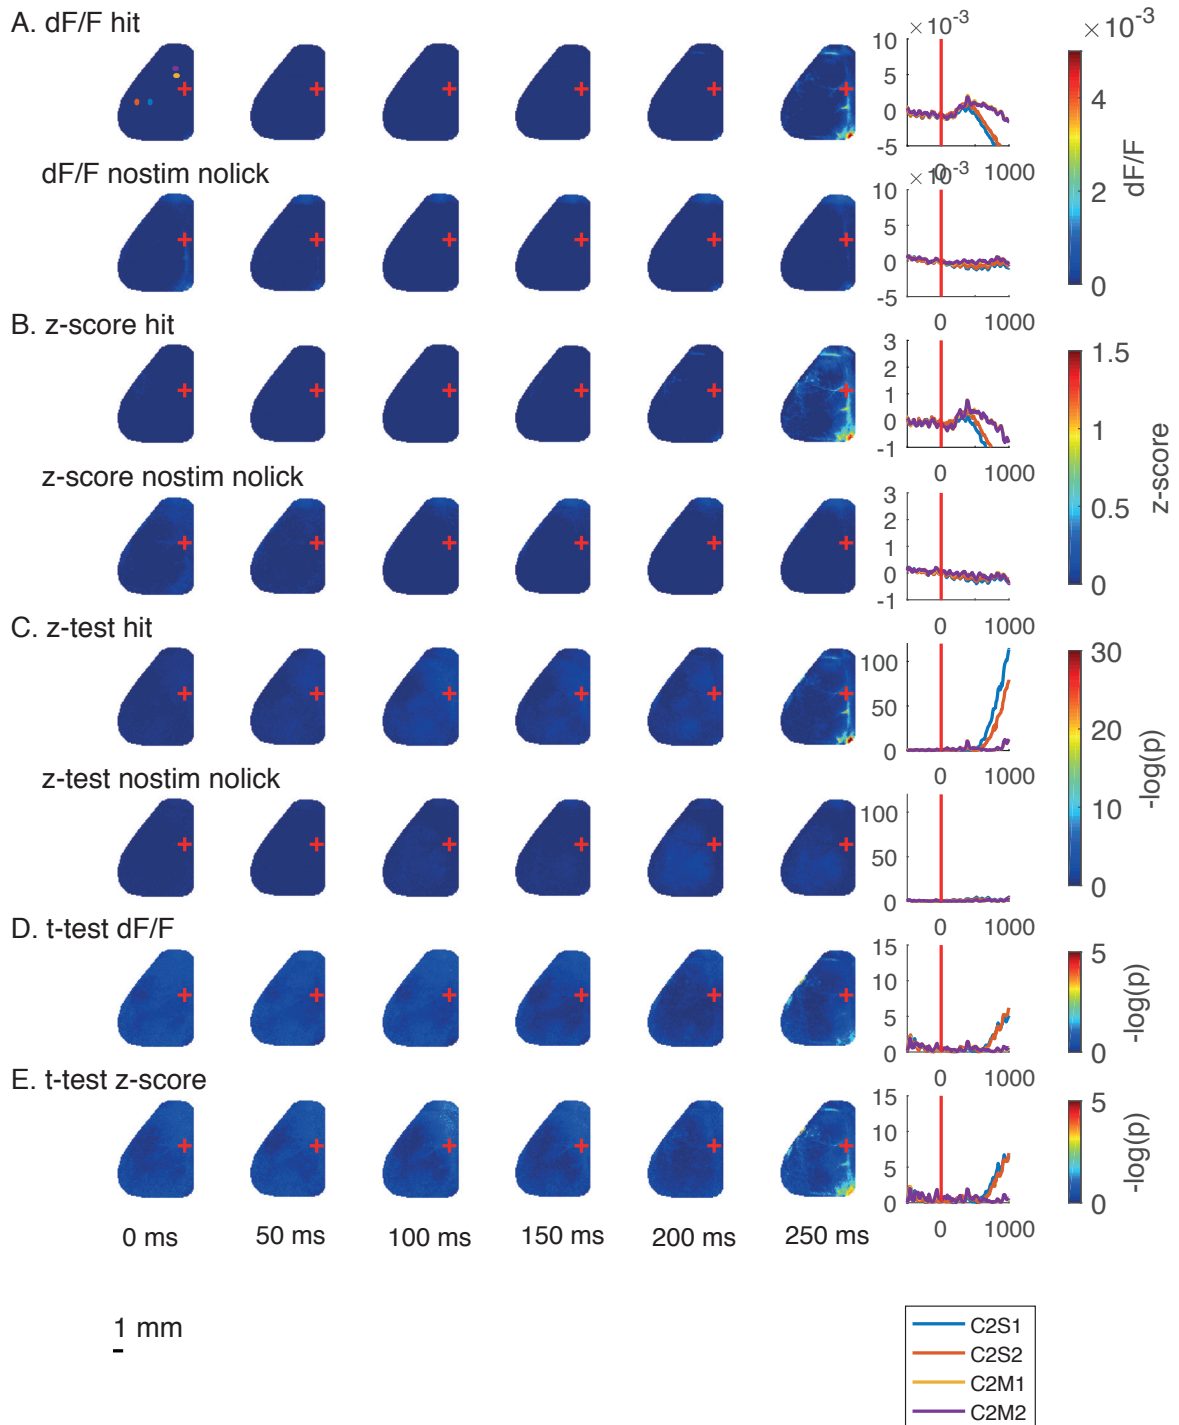 A. dF/F hit
× 10-3
× 10-3
10
5
0
-5
0
1000
4
2
0
dF/F
dF/F nostim nolick
× 10-3
10
5
0
-5
0
1000
B. z-score hit
3
2
1
0
-1
0
1000
1.5
1
0.5
0
z-score
z-score nostim nolick
3
2
1
0
-1
0
1000
C. z-test hit
100
50
0
0
1000
30
20
10
0
-log(p)
z-test nostim nolick
100
50
0
0
1000
D. t-test dF/F
15
10
5
0
0
1000
5
0
-log(p)
E. t-test z-score
15
10
5
0
0
1000
5
0
-log(p)
0 ms
50 ms
100 ms
150 ms
200 ms
250 ms
1 mm
C2S1
C2S2
C2M1
C2M2